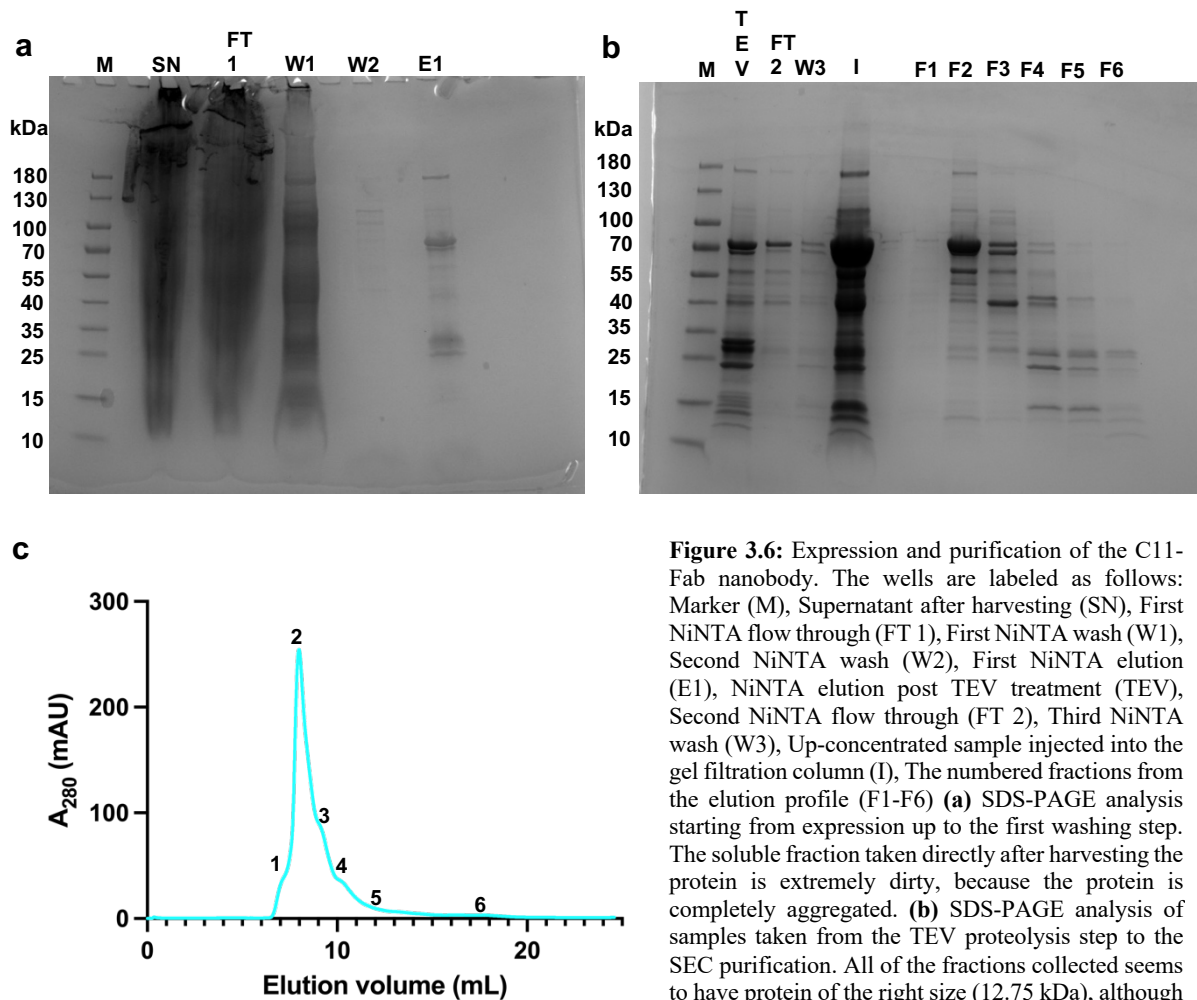 a
FT
M SN 1 W1 W2 E1
kDa
180
130
100
70
55
40
35
25
15
10
b
T
E
V
FT
M 2 W3 I F1 F2 F3 F4 F5 F6
kDa
180
130
100
70
55
40
35
25
15
10
c
300
200
100
0
A280 (mAU)
1
2
3
4
5
6
0 10 20
Elution volume (mL)
Figure 3.6: Expression and purification of the C11-
Fab nanobody. The wells are labeled as follows:
Marker (M), Supernatant after harvesting (SN), First
NiNTA flow through (FT 1), First NiNTA wash (W1),
Second NiNTA wash (W2), First NiNTA elution
(E1), NiNTA elution post TEV treatment (TEV),
Second NiNTA flow through (FT 2), Third NiNTA
wash (W3), Up-concentrated sample injected into the
gel filtration column (I), The numbered fractions from
the elution profile (F1-F6) (a) SDS-PAGE analysis
starting from expression up to the first washing step.
The soluble fraction taken directly after harvesting the
protein is extremely dirty, because the protein is
completely aggregated. (b) SDS-PAGE analysis of
samples taken from the TEV proteolysis step to the
SEC purification. All of the fractions collected seems
to have protein of the right size (12.75 kDa), although